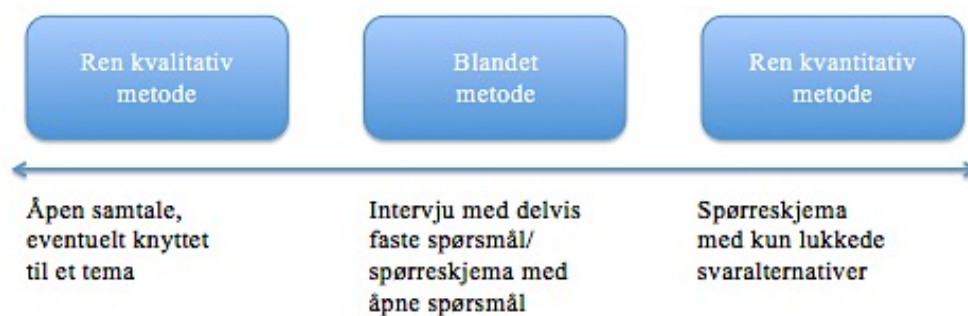 Ren kvalitativ
metode
Blandet
metode
Ren kvantitativ
metode
Åpen samtale,
eventuelt knyttet
til et tema
Intervju med delvis
faste spørsmål/
spørreskjema med
åpne spørsmål
Spørreskjema
med kun lukkede
svaralternativer